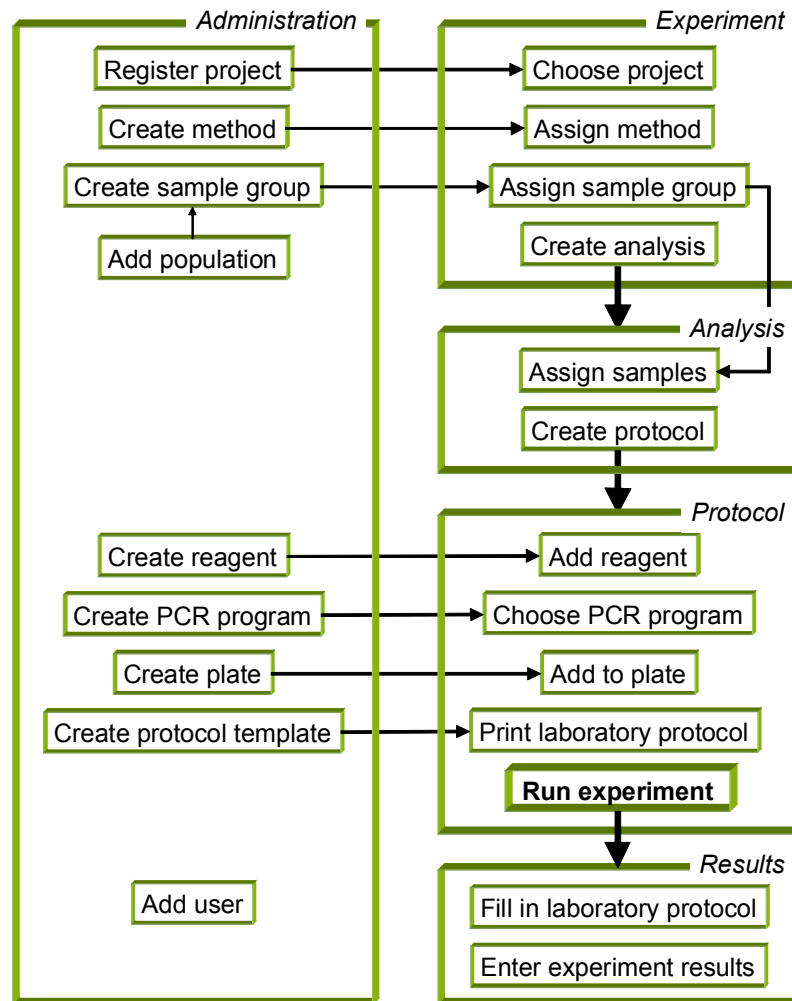 Administration
Experiment
Register project
Choose project
Create method
Assign method
Create sample group
Assign sample group
Add population
Create analysis
Analysis
Assign samples
Create protocol
Protocol
Create reagent
Add reagent
Create PCR program
Choose PCR program
Create plate
Add to plate
Create protocol template
Print laboratory protocol
Run experiment
Results
Add user
Fill in laboratory protocol
Enter experiment results